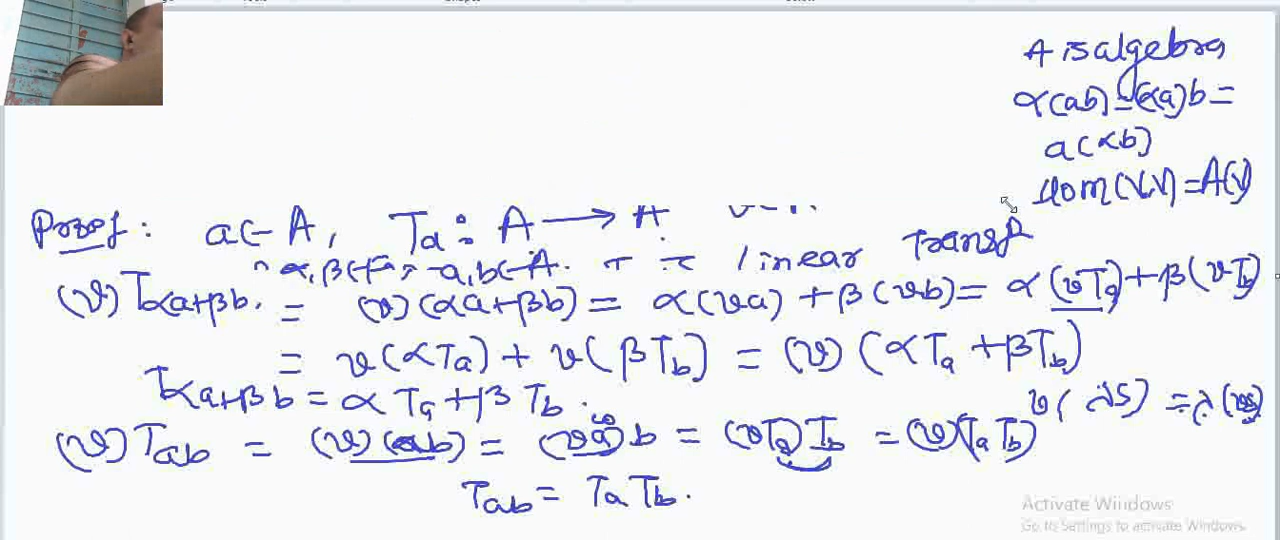 A is algebra
α(ab) = (αa)b =
a(αb)
Hom(V,V) = A(V)
Proof : a ∈ A, Ta : A → A
α, β ∈ F, a, b ∈ A. linear Transf
(v)Tαa+βb. = (v)(αa+βb) = α(va) + β(vb) = α(vTa) + β(vTb)
= v(αTa) + v(βTb) = (v)(αTa + βTb)
Tαa+βb = αTa + βTb.
v(λS) = λ(vS)
(v)Tab = (v)(ab) = (va)b = (vTa)Tb = (v)(TaTb)
Tab = TaTb.
Activate Windows
Go to Settings to activate Windows.